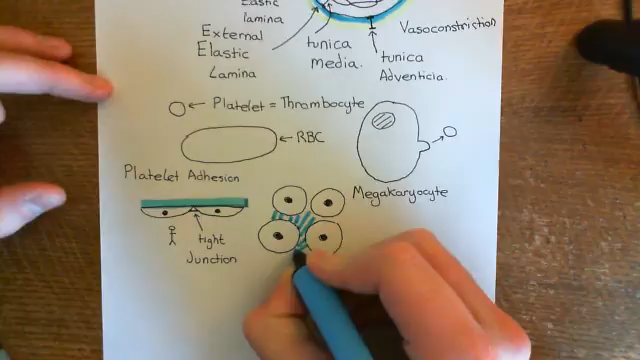 Elastic
lamina
External
Elastic
Lamina
tunica
media.
tunica
Adventicia.
Vasoconstriction
Platelet = Thrombocyte
RBC
Megakaryocyte
Platelet Adhesion
tight
Junction